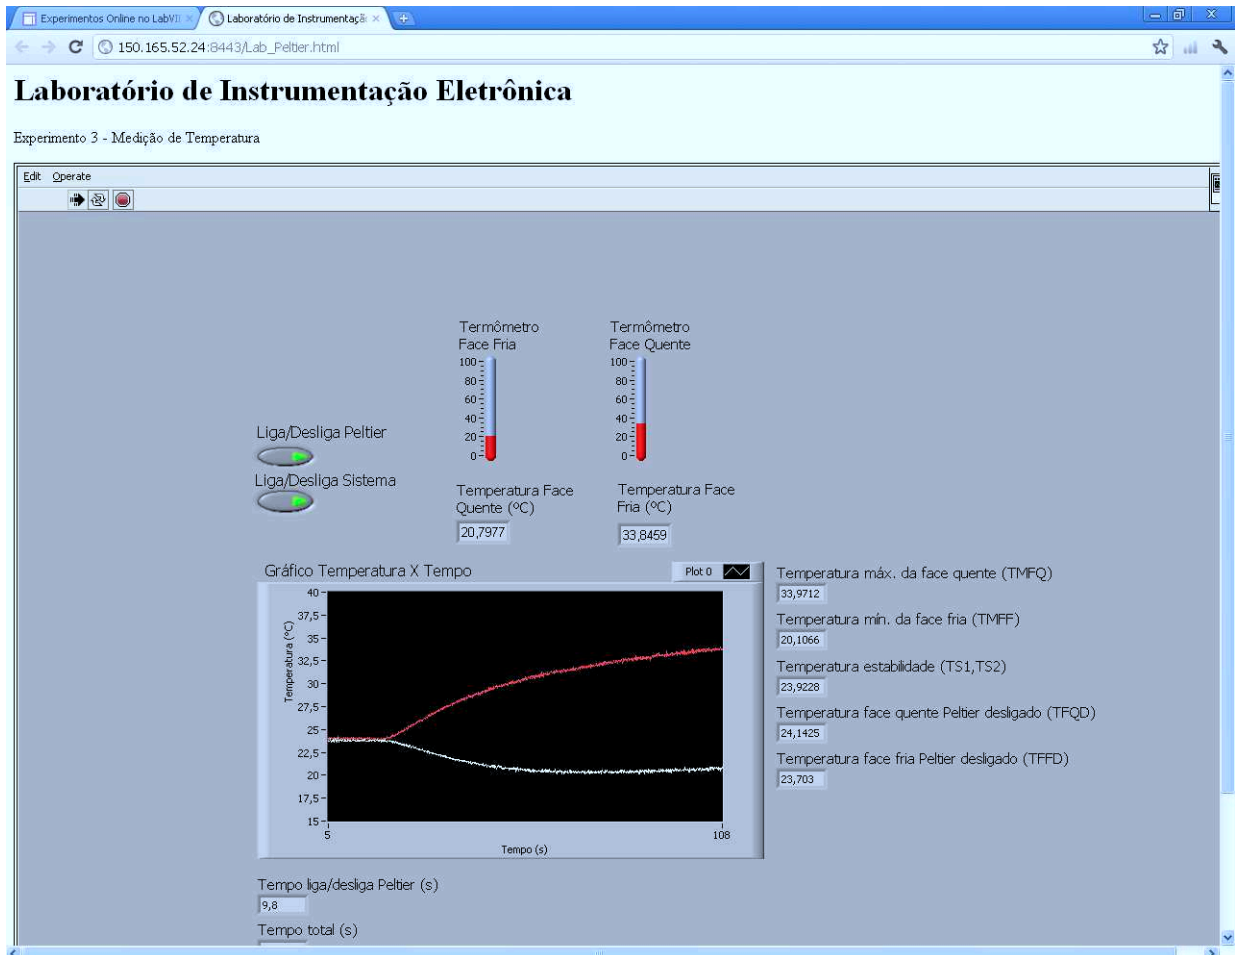 Experimentos Online no LabVII
Laboratório de Instrumentaçã
150.165.52.24:8443/Lab_Peltier.html
Laboratório de Instrumentação Eletrônica
Experimento 3 - Medição de Temperatura
Edit Operate
Termômetro
Face Fria
100
80
60
40
20
0
Termômetro
Face Quente
100
80
60
40
20
0
Liga/Desliga Peltier
Liga/Desliga Sistema
Temperatura Face
Quente (ºC)
20,7977
Temperatura Face
Fria (ºC)
33,8459
Gráfico Temperatura X Tempo
Plot 0
Temperatura (ºC)
40
37,5
35
32,5
30
27,5
25
22,5
20
17,5
15
5
108
Tempo (s)
Temperatura máx. da face quente (TMFQ)
33,9712
Temperatura mín. da face fria (TMFF)
20,1066
Temperatura estabilidade (TS1,TS2)
23,9228
Temperatura face quente Peltier desligado (TFQD)
24,1425
Temperatura face fria Peltier desligado (TFFD)
23,703
Tempo liga/desliga Peltier (s)
9,8
Tempo total (s)